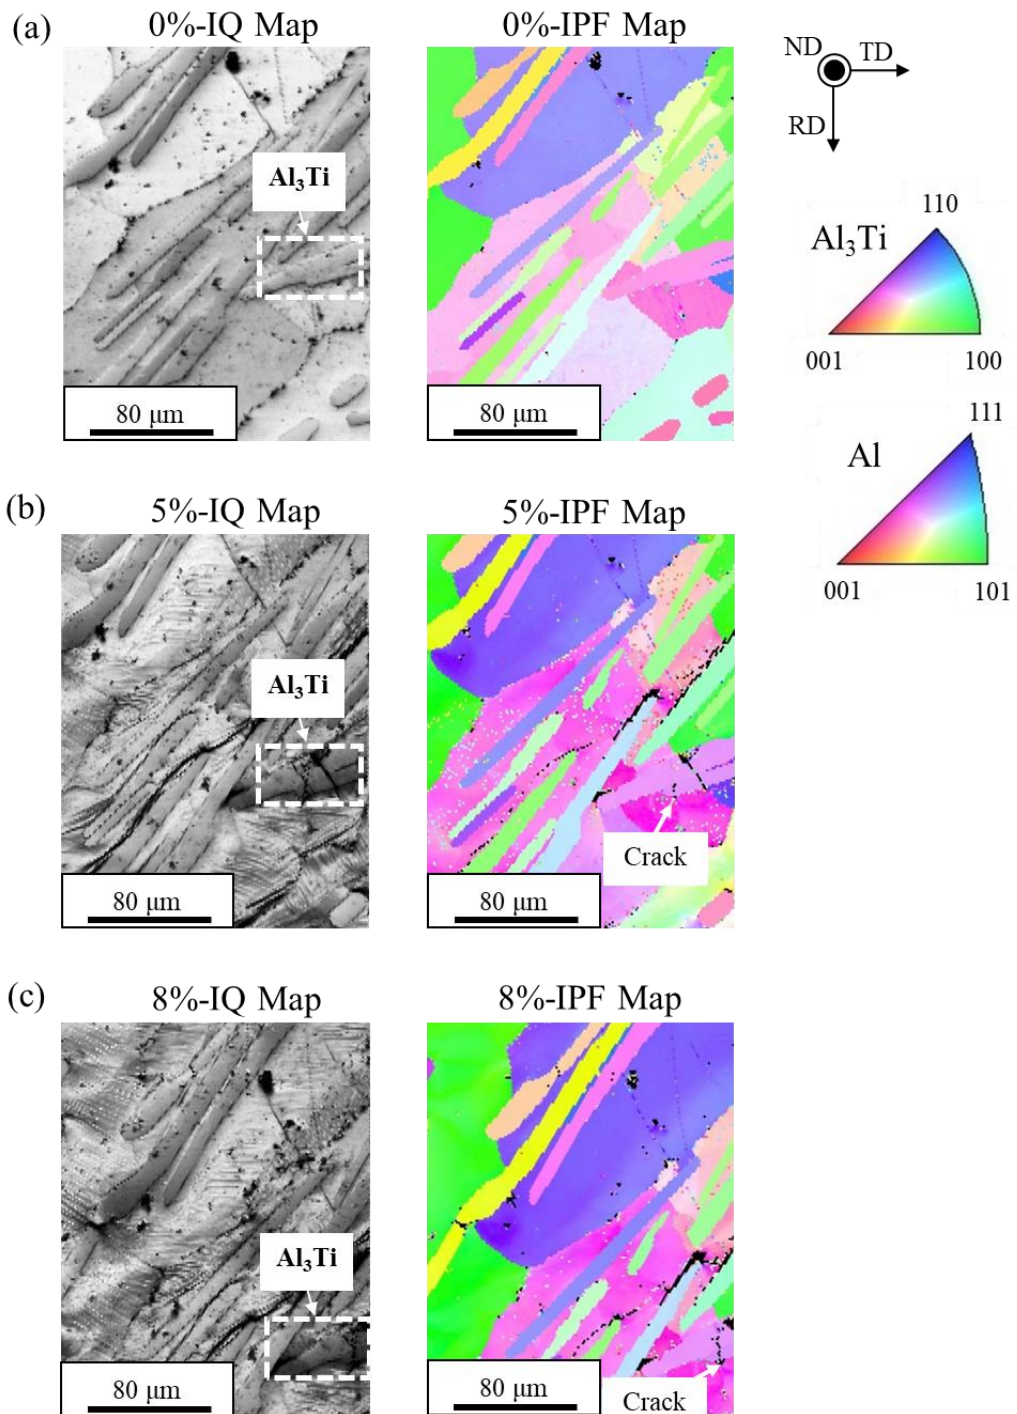 (a)
0%-IQ Map
0%-IPF Map
ND
TD
RD
Al₃Ti
80 μm
80 μm
Al₃Ti
110
001
100
Al
111
001
101
(b)
5%-IQ Map
5%-IPF Map
Al₃Ti
Crack
80 μm
80 μm
(c)
8%-IQ Map
8%-IPF Map
Al₃Ti
80 μm
80 μm
Crack